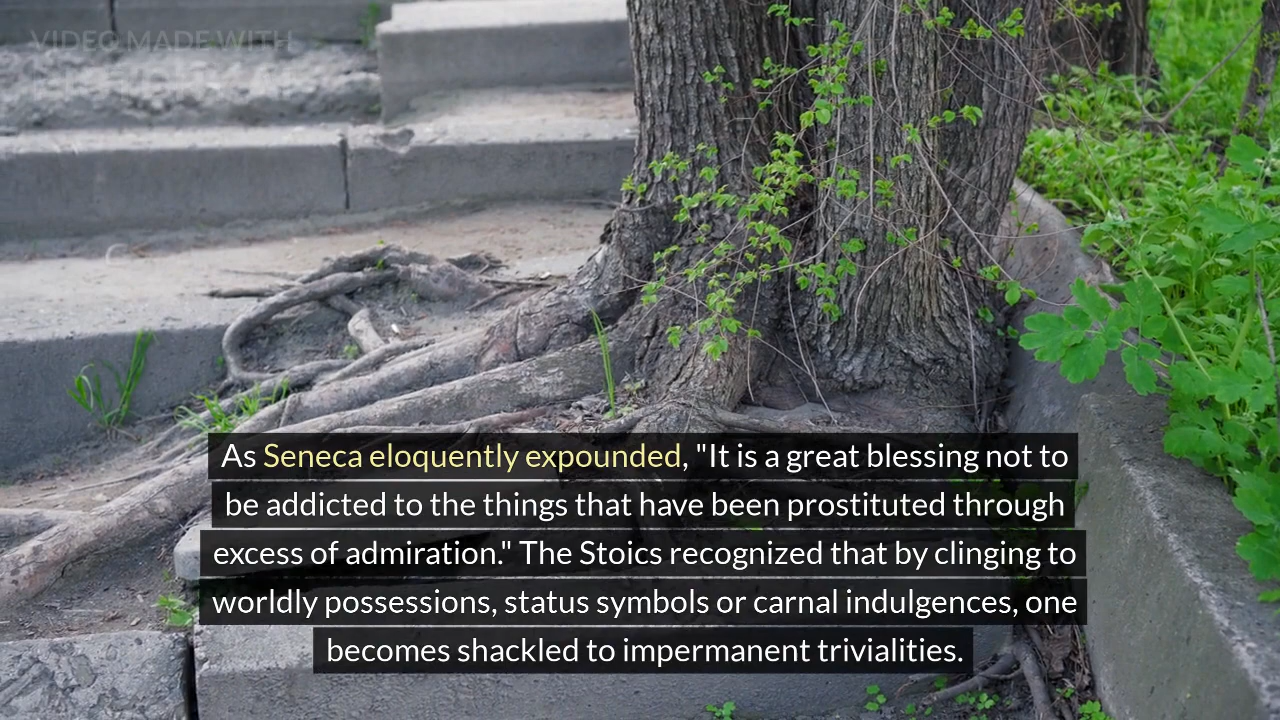 VIDEO MADE WITH
As Seneca eloquently expounded, "It is a great blessing not to
be addicted to the things that have been prostituted through
excess of admiration." The Stoics recognized that by clinging to
worldly possessions, status symbols or carnal indulgences, one
becomes shackled to impermanent trivialities.